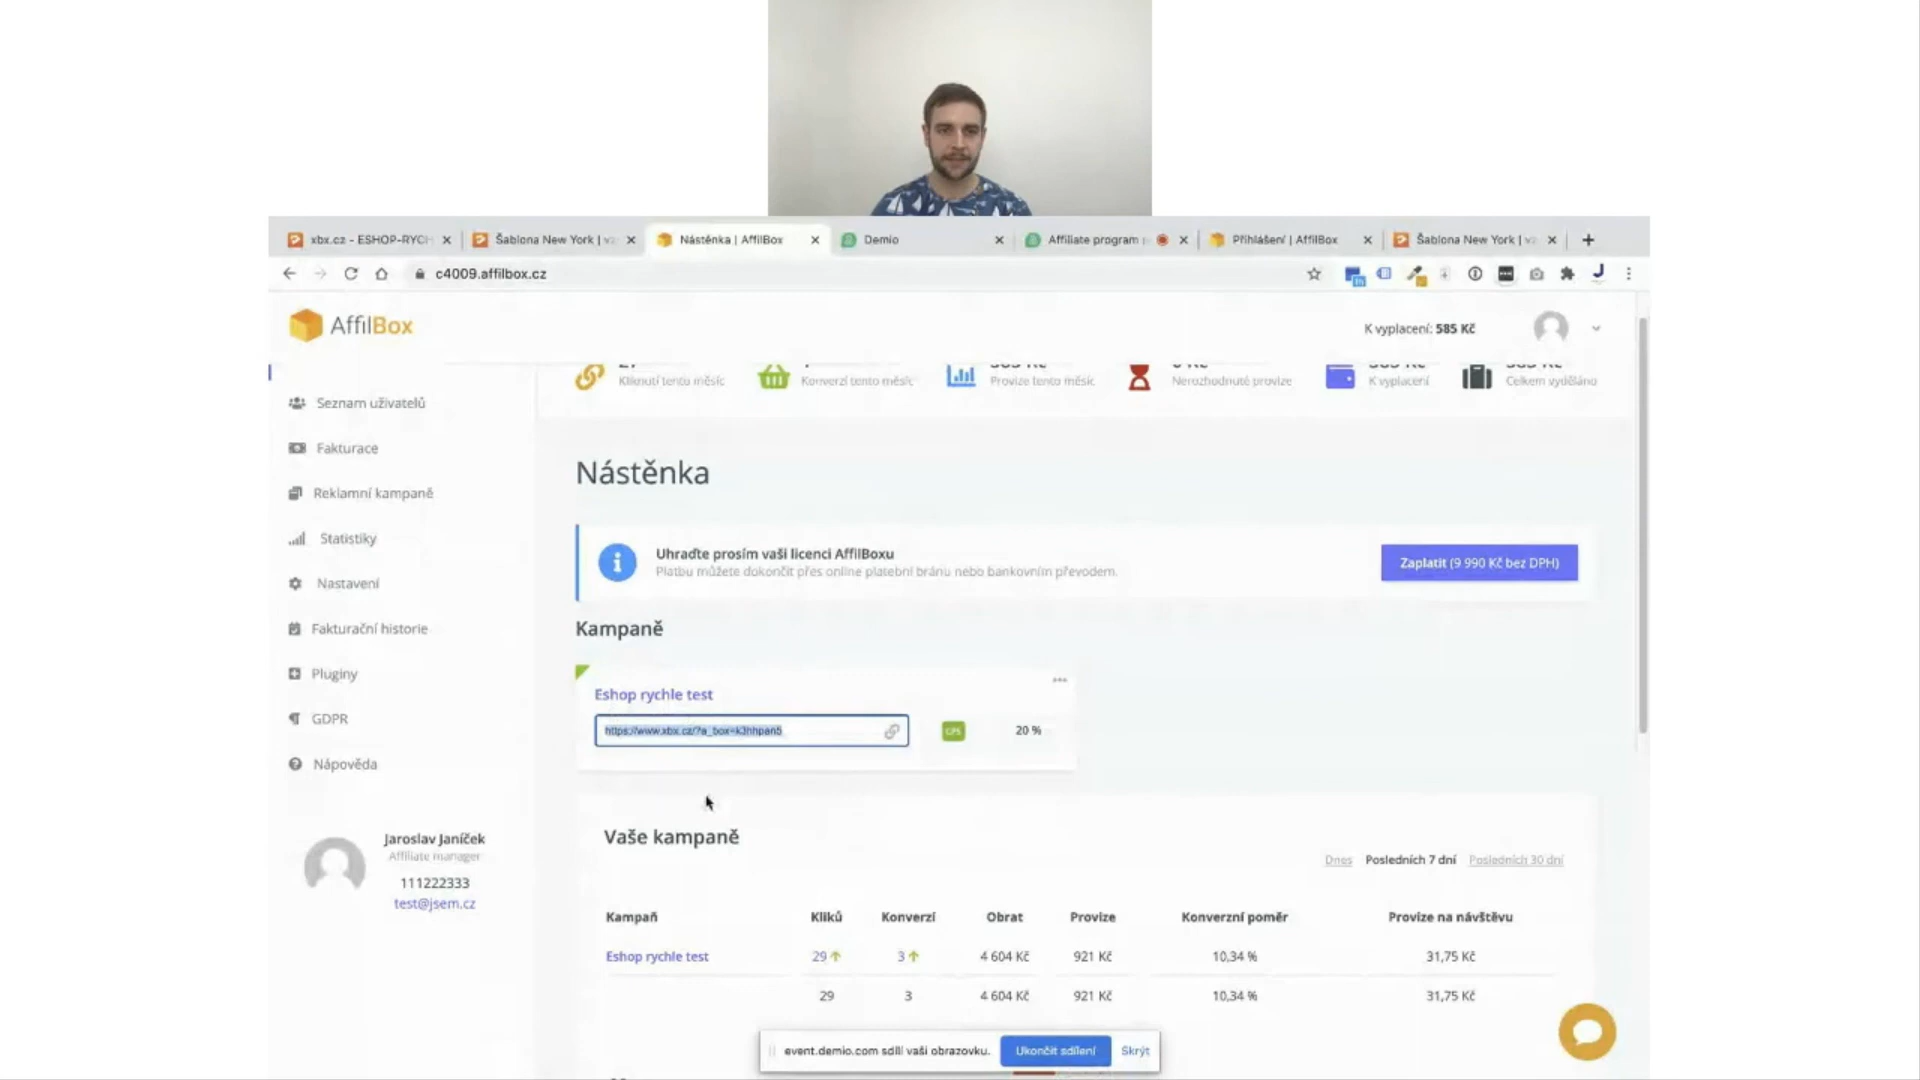 xbx.cz - ESHOP-RYCH
Šablona New York | v
Nástěnka | AffilBox
Demio
Affiliate program
Přihlášení | AffilBox
Šablona New York | v
c4009.affilbox.cz
AffilBox
K vyplacení: 585 Kč
Kliknutí tento měsíc
Konverzí tento měsíc
Provize tento měsíc
Nerozhodnuté provize
K vyplacení
Celkem vyděláno
Seznam uživatelů
Fakturace
Reklamní kampaně
Statistiky
Nastavení
Fakturační historie
Pluginy
GDPR
Nápověda
Jaroslav Janíček
Affiliate manager
111222333
test@jsem.cz
Nástěnka
Uhraďte prosím vaši licenci AffilBoxu
Platbu můžete dokončit přes online platební bránu nebo bankovním převodem.
Zaplatit (9 990 Kč bez DPH)
Kampaně
Eshop rychle test
https://www.xbx.cz/?a_box=k3hhpan5
CPS
20 %
Vaše kampaně
Dnes Posledních 7 dní Posledních 30 dní
Kampaň Kliků Konverzí Obrat Provize Konverzní poměr Provize na návštěvu
Eshop rychle test 29 3 4 604 Kč 921 Kč 10,34 % 31,75 Kč
29 3 4 604 Kč 921 Kč 10,34 % 31,75 Kč
event.demio.com sdílí vaši obrazovku. Ukončit sdílení Skrýt